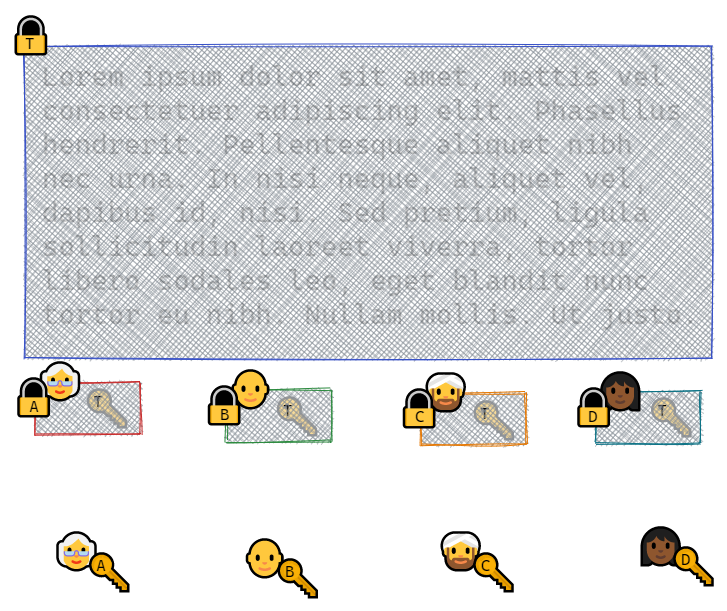 T
Lorem ipsum dolor sit amet, mattis vel
consectetuer adipiscing elit. Phasellus
hendrerit. Pellentesque aliquet nibh
nec urna. In nisi neque, aliquet vel,
dapibus id, nisi. Sed pretium, ligula
sollicitudin laoreet viverra, tortor
libero sodales leo, eget blandit nunc
tortor eu nibh. Nullam mollis. Ut justo.
A T B T C T D T
A B C D